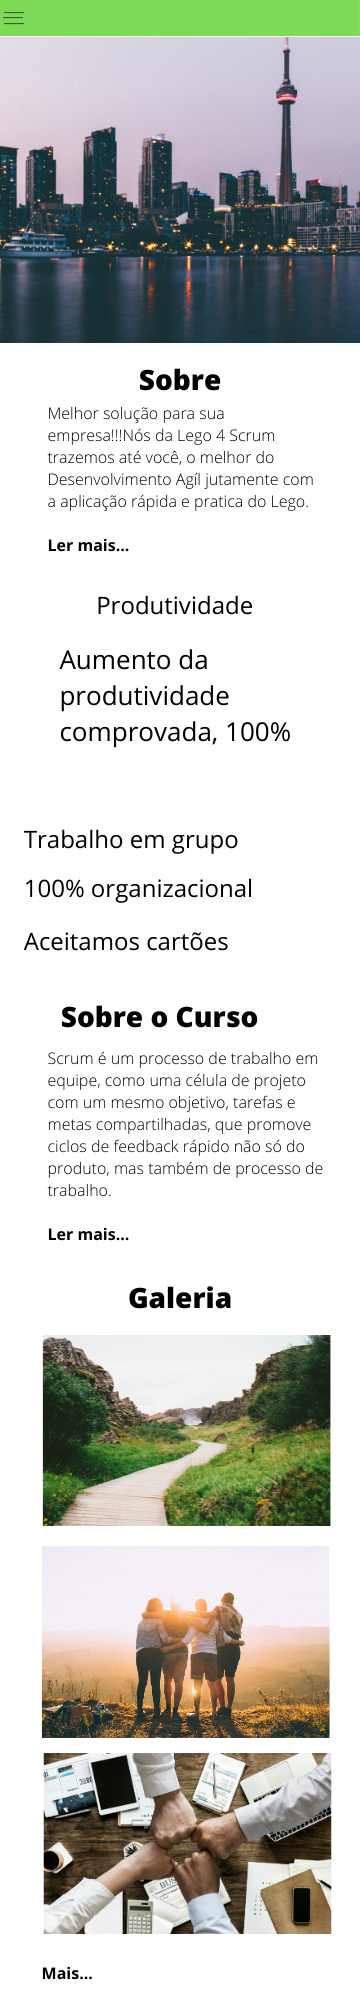 Sobre
Melhor solução para sua
empresa!!!Nós da Lego 4 Scrum
trazemos até você, o melhor do
Desenvolvimento Agíl jutamente com
a aplicação rápida e pratica do Lego.
Ler mais...
Produtividade
Aumento da
produtividade
comprovada, 100%
Trabalho em grupo
100% organizacional
Aceitamos cartões
Sobre o Curso
Scrum é um processo de trabalho em
equipe, como uma célula de projeto
com um mesmo objetivo, tarefas e
metas compartilhadas, que promove
ciclos de feedback rápido não só do
produto, mas também de processo de
trabalho.
Ler mais...
Galeria
Mais...